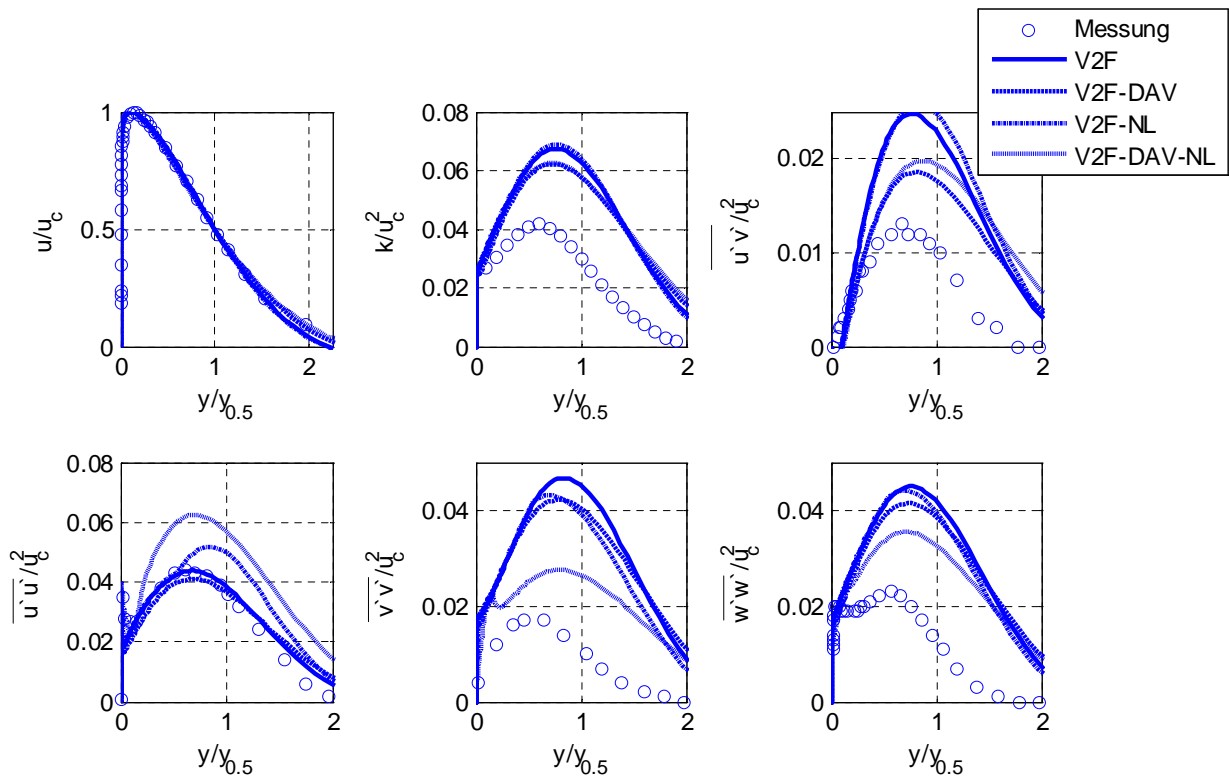 Messung
V2F
V2F-DAV
V2F-NL
V2F-DAV-NL
1
0.5
0
u/u_c
0 1 2
y/y_0.5
0.08
0.06
0.04
0.02
0
k/u_c^2
0 1 2
y/y_0.5
0.02
0.01
0
u`v`/u_c^2
0 1 2
y/y_0.5
0.08
0.06
0.04
0.02
0
u`u`/u_c^2
0 1 2
y/y_0.5
0.04
0.02
0
v`v`/u_c^2
0 1 2
y/y_0.5
0.04
0.02
0
w`w`/u_c^2
0 1 2
y/y_0.5